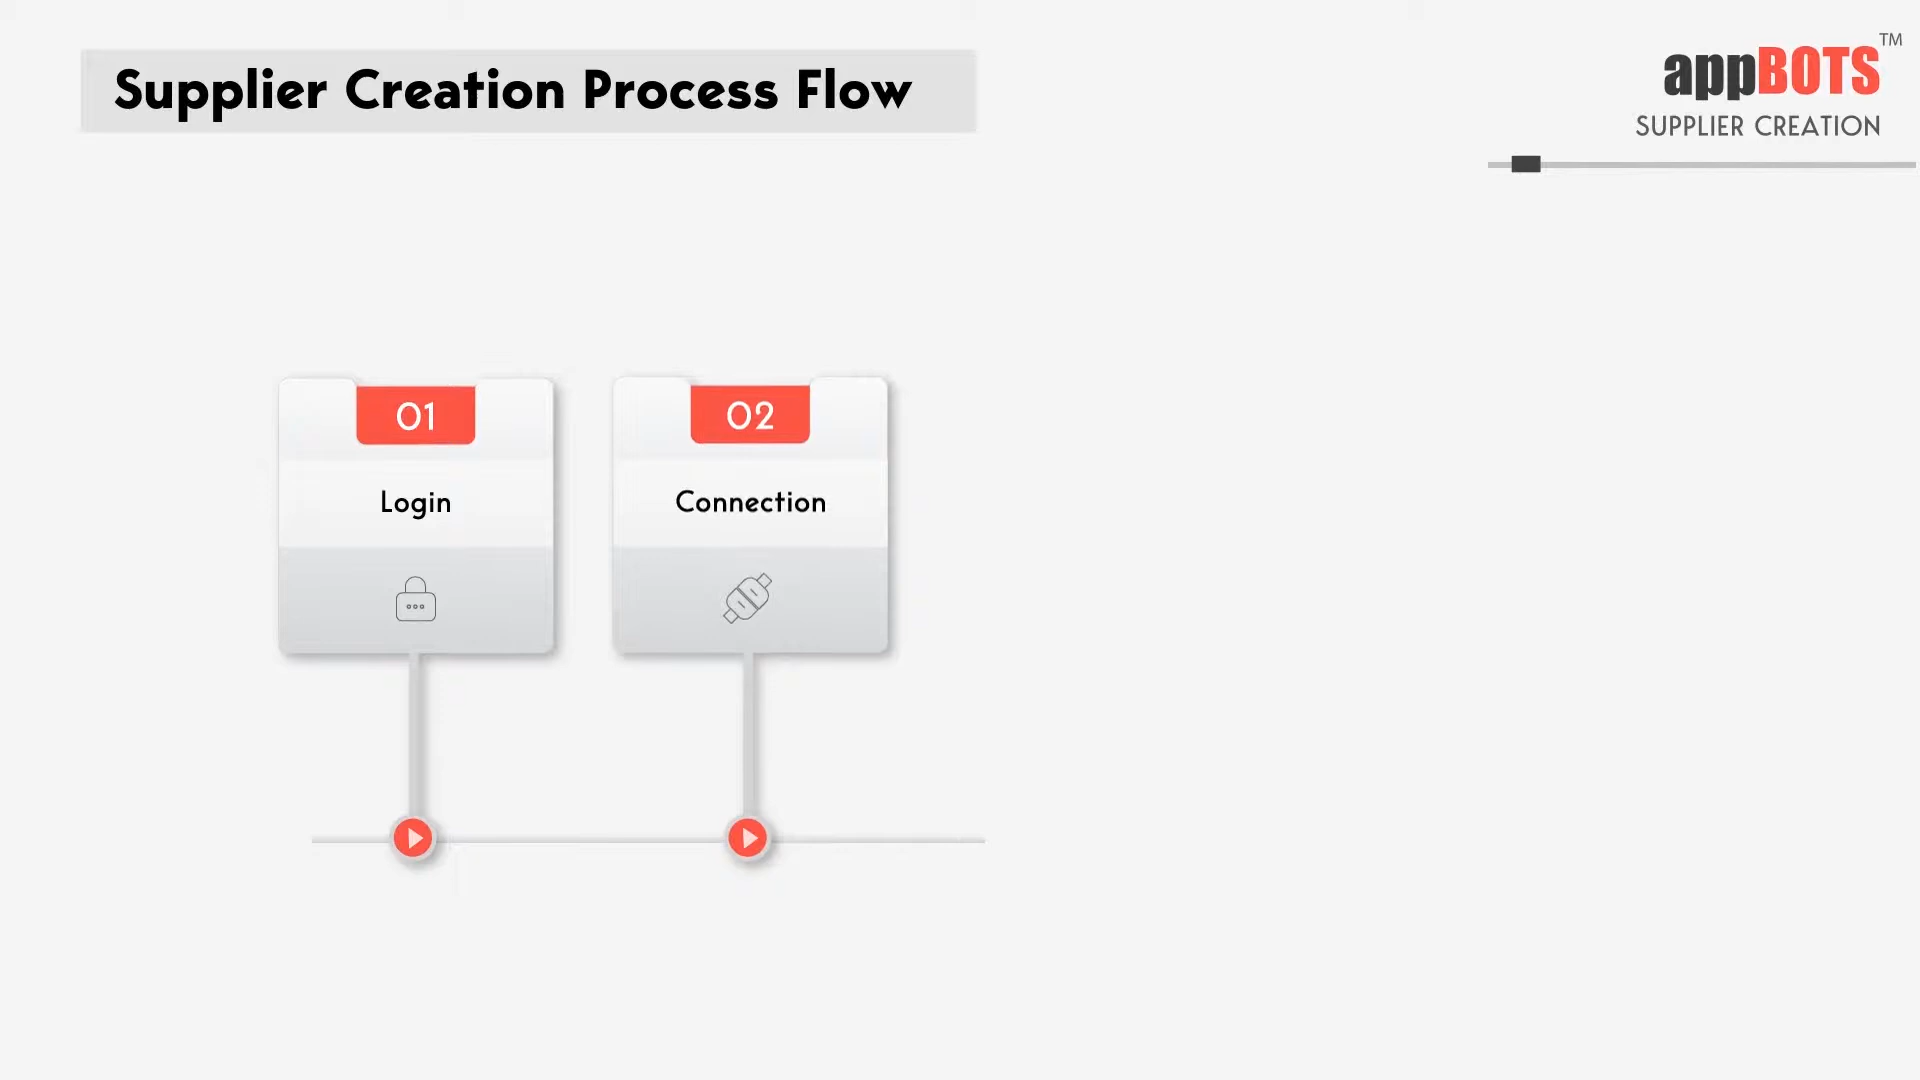 Supplier Creation Process Flow
appBOTS™
SUPPLIER CREATION
01
Login
02
Connection